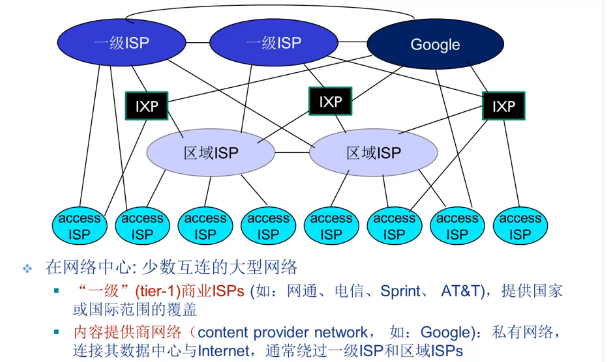 一级ISP 一级ISP Google
IXP IXP IXP
区域ISP 区域ISP
access ISP access ISP access ISP access ISP access ISP access ISP access ISP access ISP
在网络中心: 少数互连的大型网络
“一级”(tier-1)商业ISPs (如：网通、电信、Sprint、 AT&T)，提供国家
或国际范围的覆盖
内容提供商网络（content provider network， 如: Google)：私有网络，
连接其数据中心与Internet，通常绕过一级ISP和区域ISPs